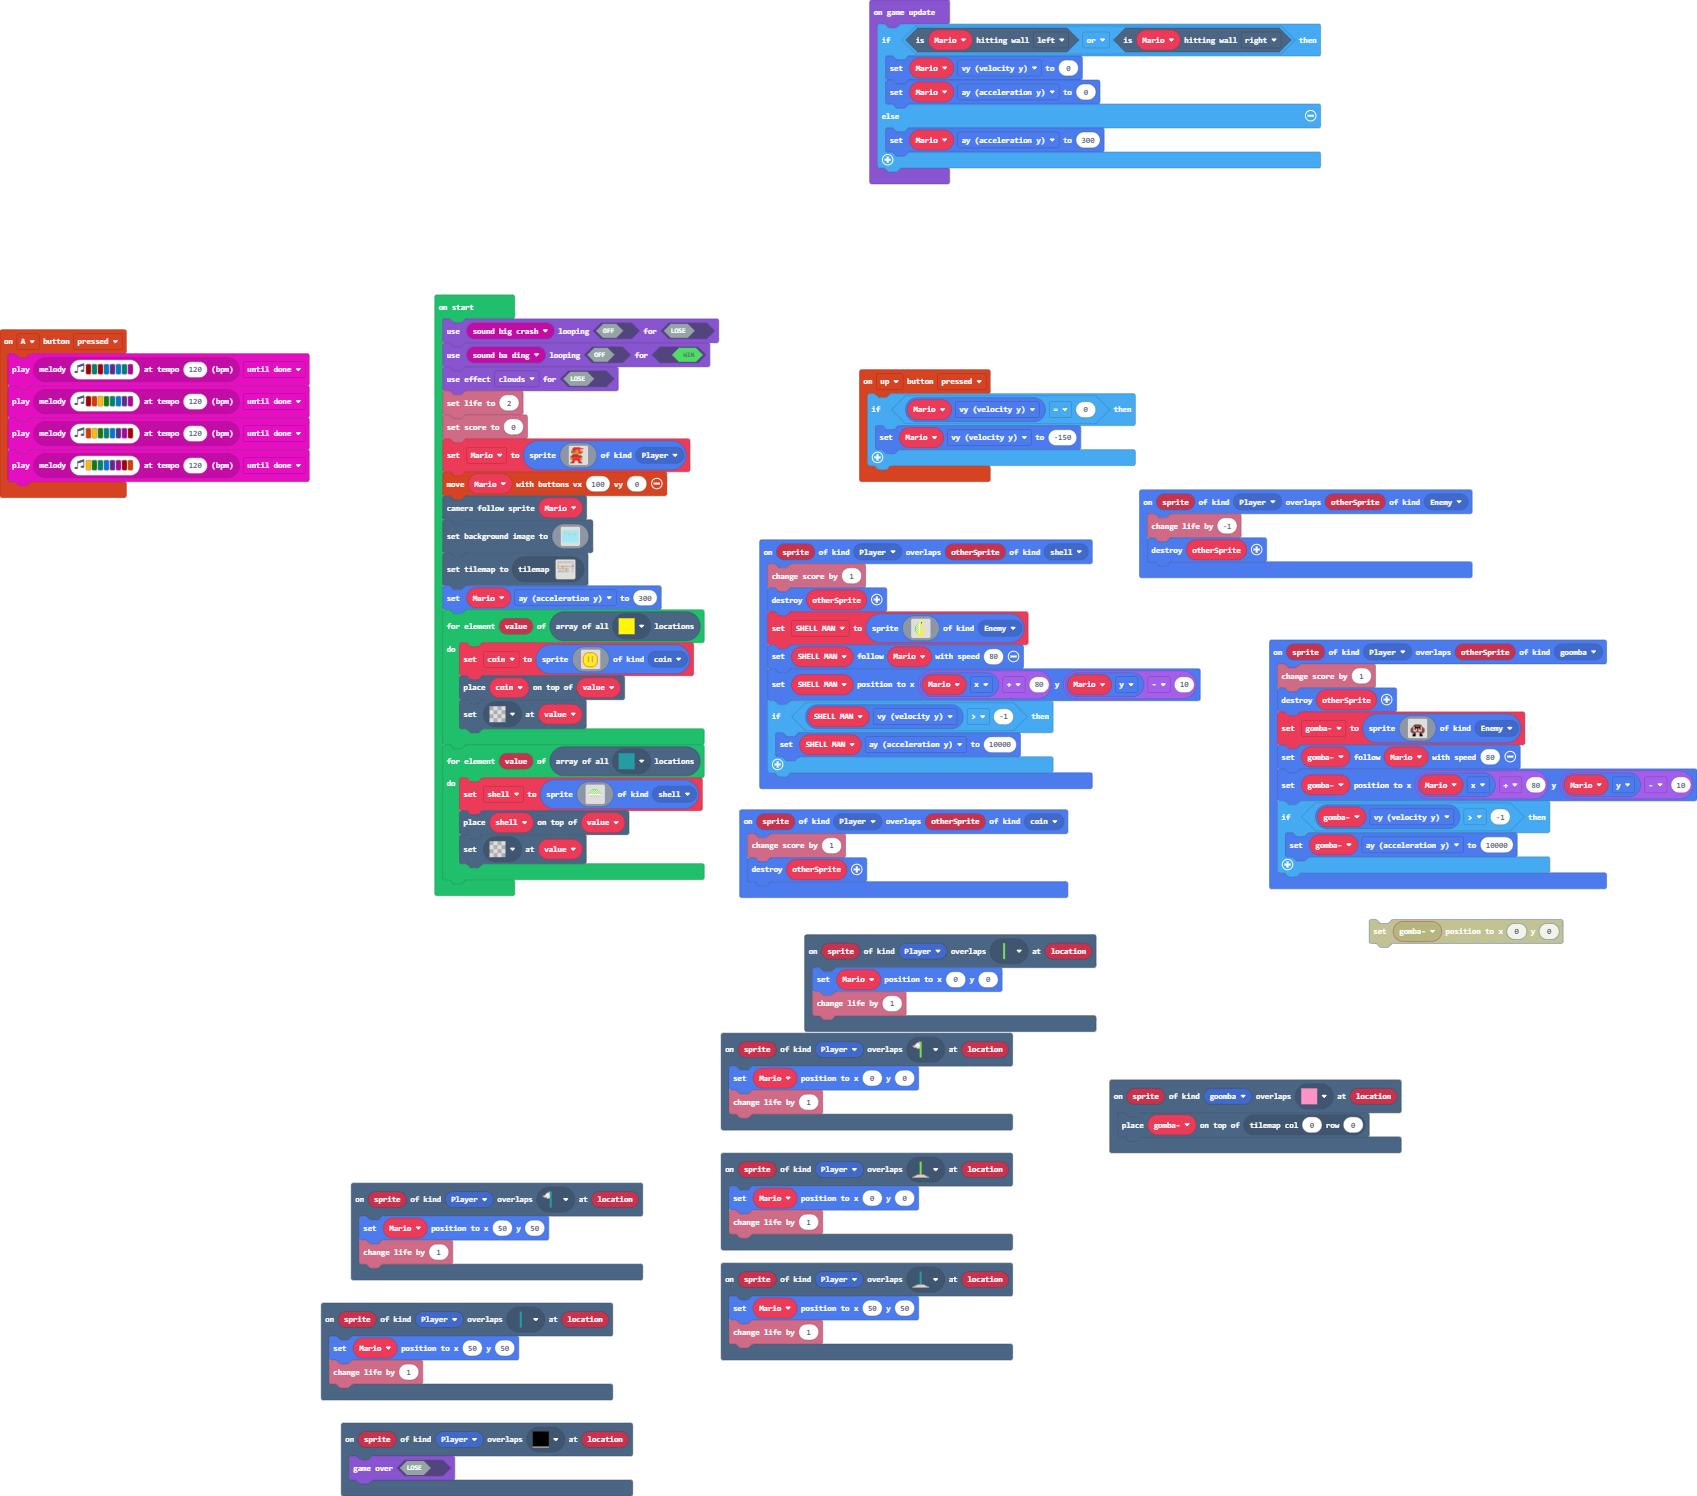 on game update
if is Mario hitting wall left or is Mario hitting wall right then
set Mario vy (velocity y) to 0
set Mario ay (acceleration y) to 0
else
set Mario ay (acceleration y) to 300
on A button pressed
play melody at tempo 120 (bpm) until done
play melody at tempo 120 (bpm) until done
play melody at tempo 120 (bpm) until done
play melody at tempo 120 (bpm) until done
on start
use sound big crash looping OFF for LOSE
use sound ba ding looping OFF for WIN
use effect clouds for LOSE
set life to 2
set score to 0
set Mario to sprite of kind Player
move Mario with buttons vx 100 vy 0
camera follow sprite Mario
set background image to
set tilemap to tilemap
set Mario ay (acceleration y) to 300
for element value of array of all locations
do
set coin to sprite of kind coin
place coin on top of value
set at value
for element value of array of all locations
do
set shell to sprite of kind shell
place shell on top of value
set at value
on up button pressed
if Mario vy (velocity y) = 0 then
set Mario vy (velocity y) to -150
on sprite of kind Player overlaps otherSprite of kind Enemy
change life by -1
destroy otherSprite
on sprite of kind Player overlaps otherSprite of kind shell
change score by 1
destroy otherSprite
set SHELL MAN to sprite of kind Enemy
set SHELL MAN follow Mario with speed 80
set SHELL MAN position to x Mario x + 80 y Mario y - 10
if SHELL MAN vy (velocity y) > -1 then
set SHELL MAN ay (acceleration y) to 10000
on sprite of kind Player overlaps otherSprite of kind goomba
change score by 1
destroy otherSprite
set gomba- to sprite of kind Enemy
set gomba- follow Mario with speed 80
set gomba- position to x Mario x + 80 y Mario y - 10
if gomba- vy (velocity y) > -1 then
set gomba- ay (acceleration y) to 10000
on sprite of kind Player overlaps otherSprite of kind coin
change score by 1
destroy otherSprite
set gomba- position to x 0 y 0
on sprite of kind Player overlaps at location
set Mario position to x 0 y 0
change life by 1
on sprite of kind Player overlaps at location
set Mario position to x 0 y 0
change life by 1
on sprite of kind goomba overlaps at location
place gomba- on top of tilemap col 0 row 0
on sprite of kind Player overlaps at location
set Mario position to x 0 y 0
change life by 1
on sprite of kind Player overlaps at location
set Mario position to x 50 y 50
change life by 1
on sprite of kind Player overlaps at location
set Mario position to x 50 y 50
change life by 1
on sprite of kind Player overlaps at location
set Mario position to x 50 y 50
change life by 1
on sprite of kind Player overlaps at location
game over LOSE